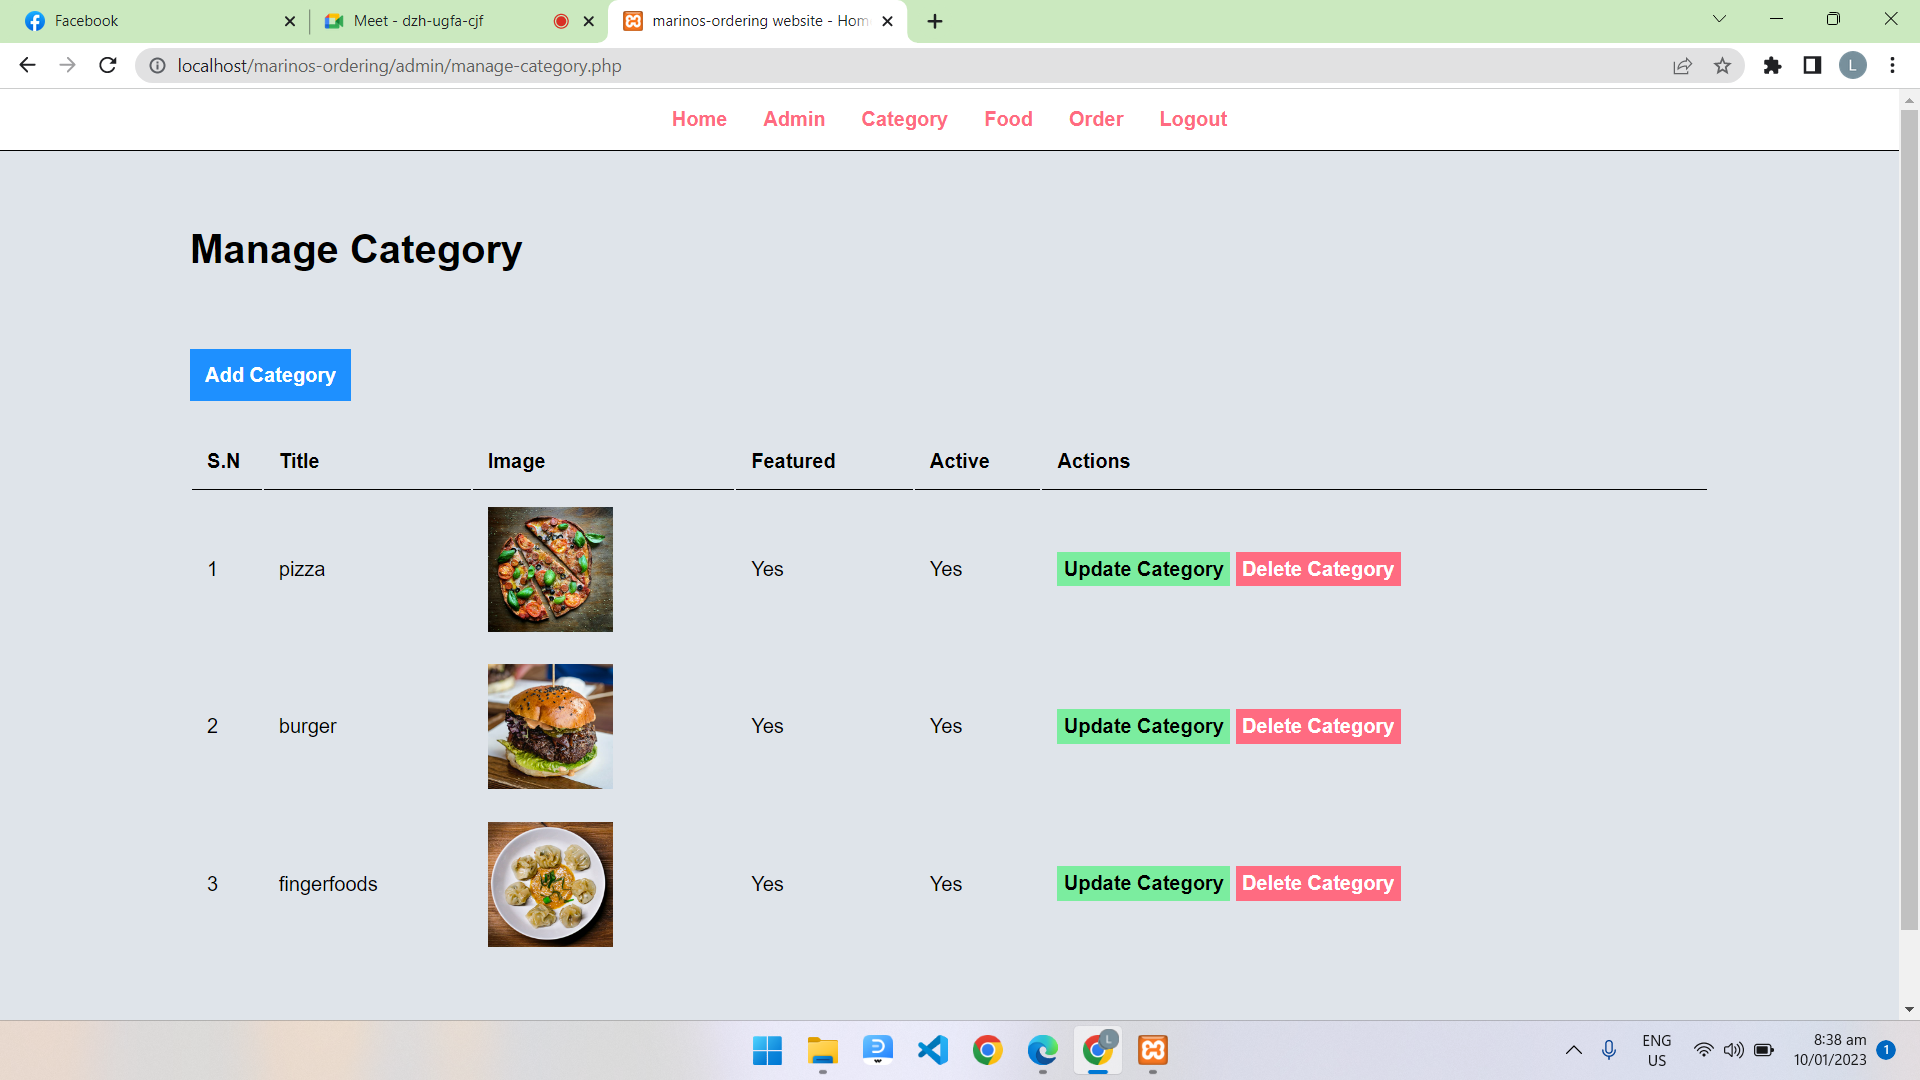 Facebook
Meet - dzh-ugfa-cjf
marinos-ordering website - Hom
localhost/marinos-ordering/admin/manage-category.php
L
Home Admin Category Food Order Logout
Manage Category
Add Category
S.N Title Image Featured Active Actions
1 pizza Yes Yes Update Category Delete Category
2 burger Yes Yes Update Category Delete Category
3 fingerfoods Yes Yes Update Category Delete Category
L
ENG
US
8:38 am
10/01/2023
1